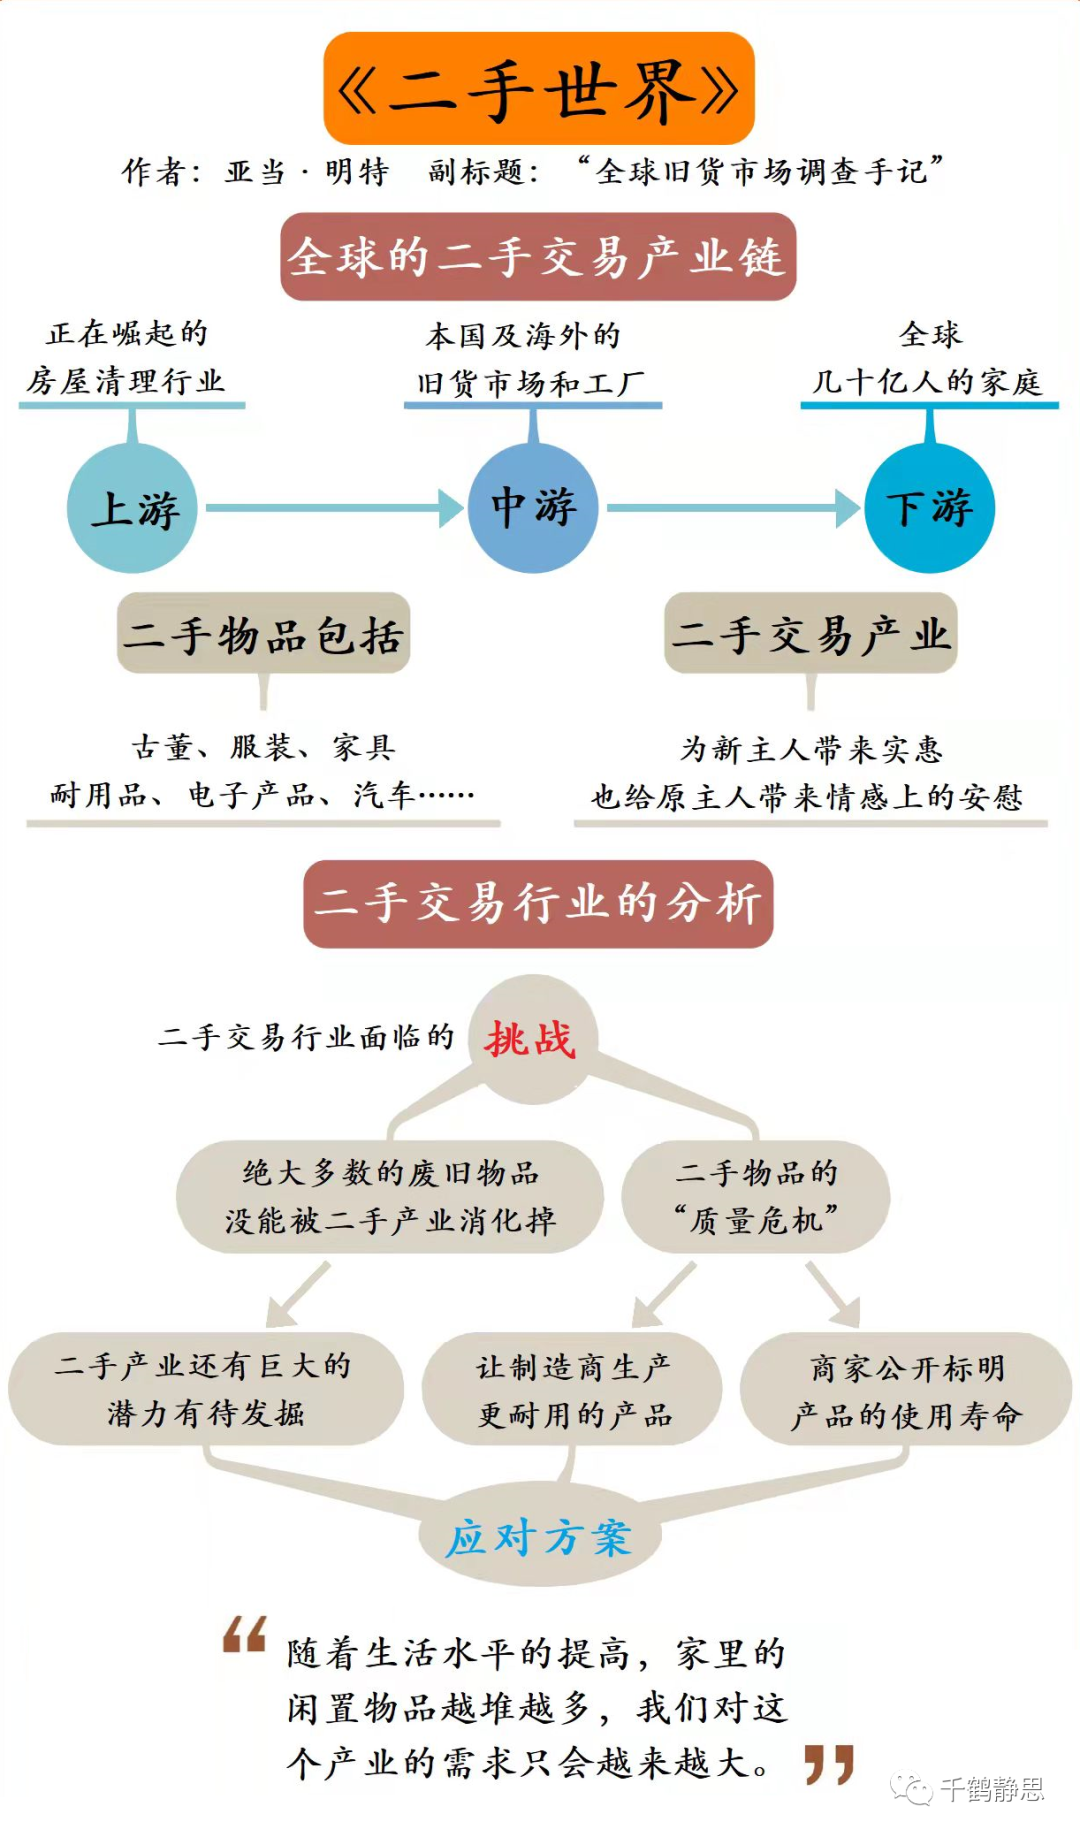 《二手世界》
作者：亚当·明特　副标题：“全球旧货市场调查手记”
全球的二手交易产业链
正在崛起的
房屋清理行业
本国及海外的
旧货市场和工厂
全球
几十亿人的家庭
上游
中游
下游
二手物品包括
古董、服装、家具
耐用品、电子产品、汽车……
二手交易产业
为新主人带来实惠
也给原主人带来情感上的安慰
二手交易行业的分析
二手交易行业面临的
挑战
绝大多数的废旧物品
没能被二手产业消化掉
二手物品的
“质量危机”
二手产业还有巨大的
潜力有待发掘
让制造商生产
更耐用的产品
商家公开标明
产品的使用寿命
应对方案
“随着生活水平的提高，家里的
闲置物品越堆越多，我们对这
个产业的需求只会越来越大。”
千鹤静思